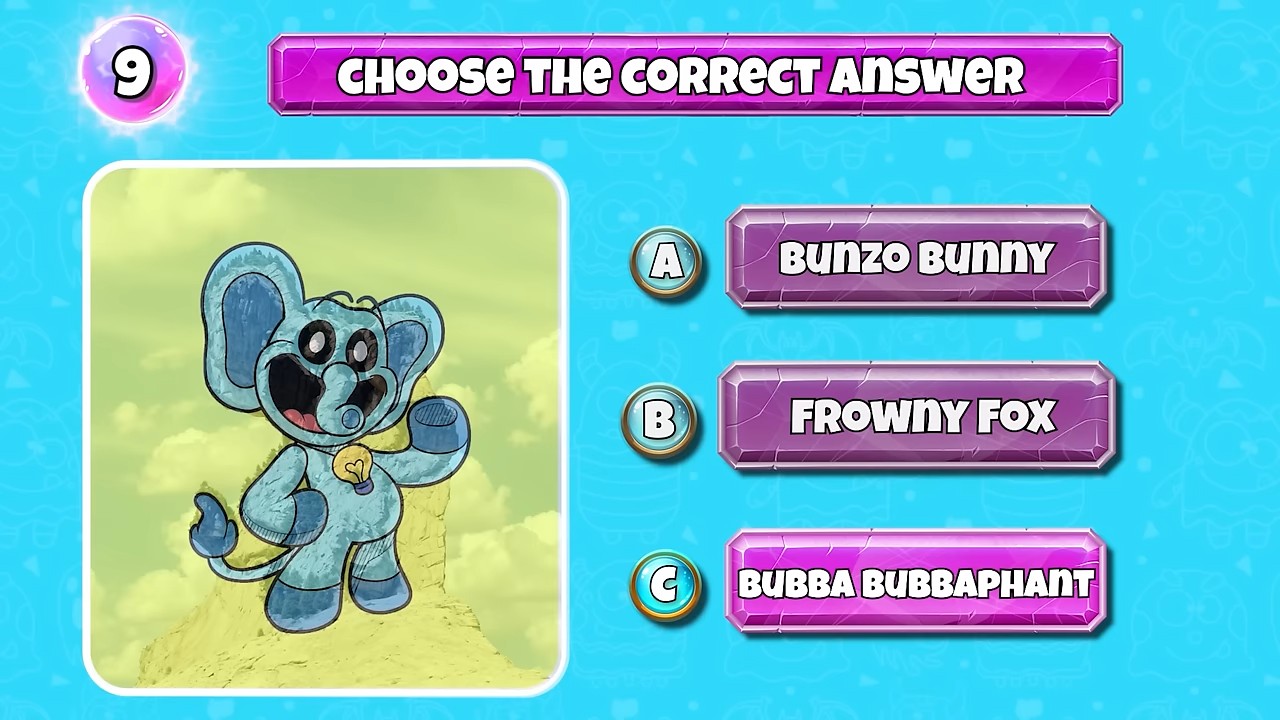 9
CHOOSE THE CORRECT ANSWER
A
BUNZO BUNNY
B
FROWNY FOX
C
BUBBA BUBBAPHANT